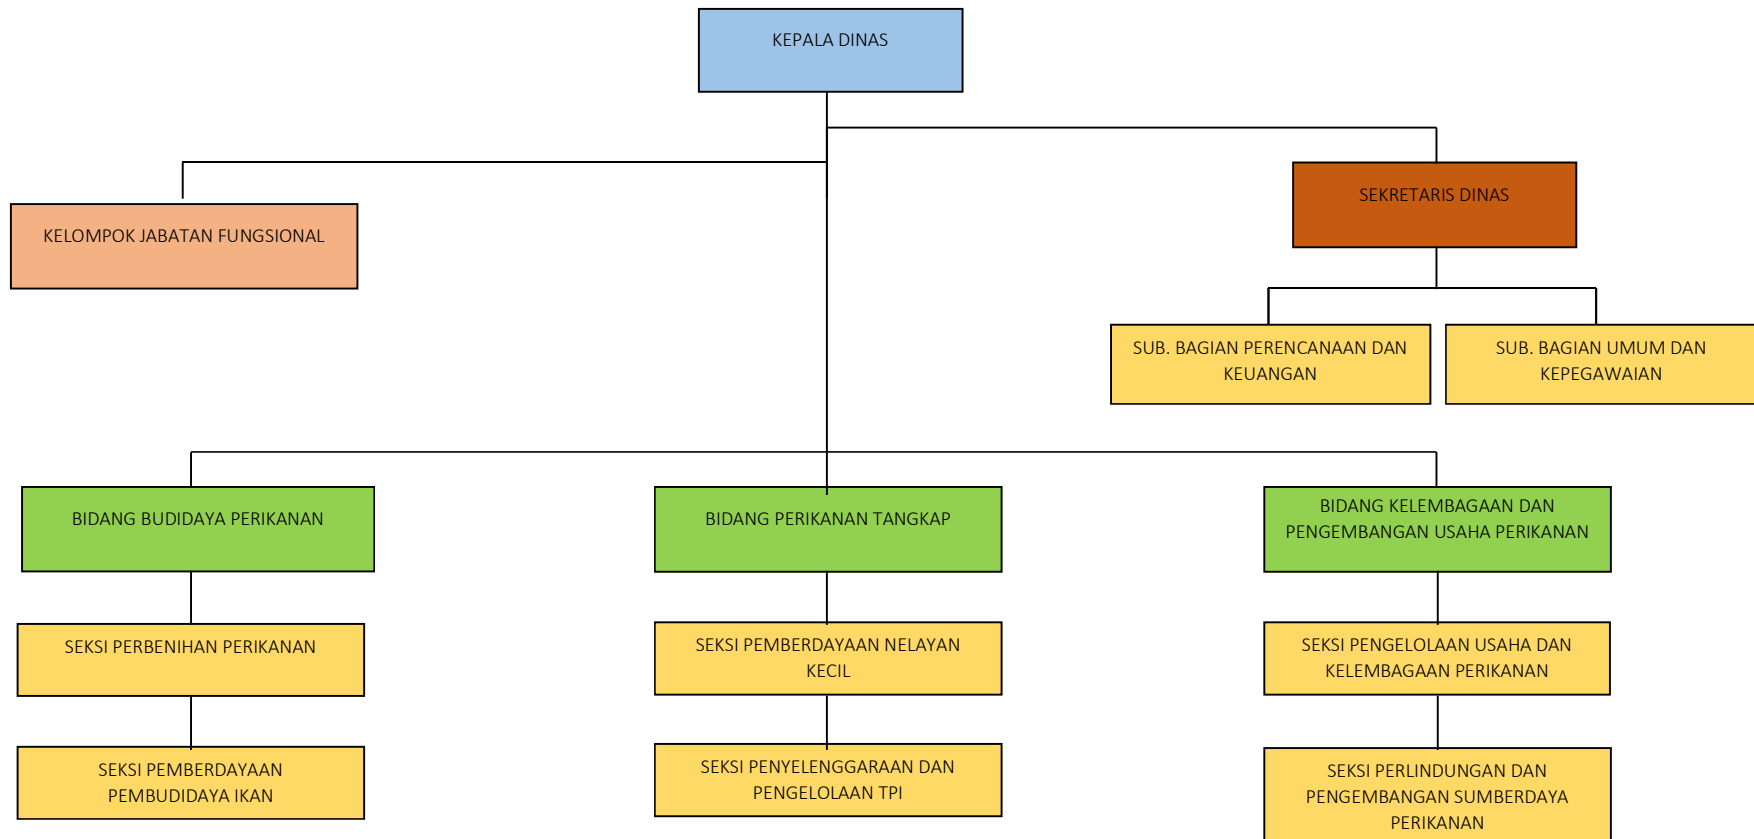 KEPALA DINAS
SEKRETARIS DINAS
KELOMPOK JABATAN FUNGSIONAL
SUB. BAGIAN PERENCANAAN DAN
KEUANGAN
SUB. BAGIAN UMUM DAN
KEPEGAWAIAN
BIDANG BUDIDAYA PERIKANAN
BIDANG PERIKANAN TANGKAP
BIDANG KELEMBAGAAN DAN
PENGEMBANGAN USAHA PERIKANAN
SEKSI PERBENIHAN PERIKANAN
SEKSI PEMBERDAYAAN NELAYAN
KECIL
SEKSI PENGELOLAAN USAHA DAN
KELEMBAGAAN PERIKANAN
SEKSI PEMBERDAYAAN
PEMBUDIDAYA IKAN
SEKSI PENYELENGGARAAN DAN
PENGELOLAAN TPI
SEKSI PERLINDUNGAN DAN
PENGEMBANGAN SUMBERDAYA
PERIKANAN